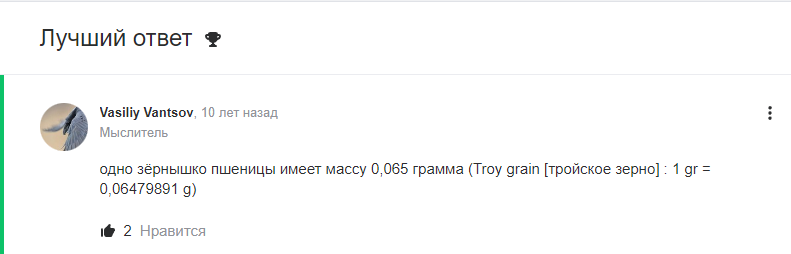 Лучший ответ
Vasiliy Vantsov, 10 лет назад
Мыслитель
одно зёрнышко пшеницы имеет массу 0,065 грамма (Troy grain [тройское зерно] : 1 gr =
0,06479891 g)
2 Нравится